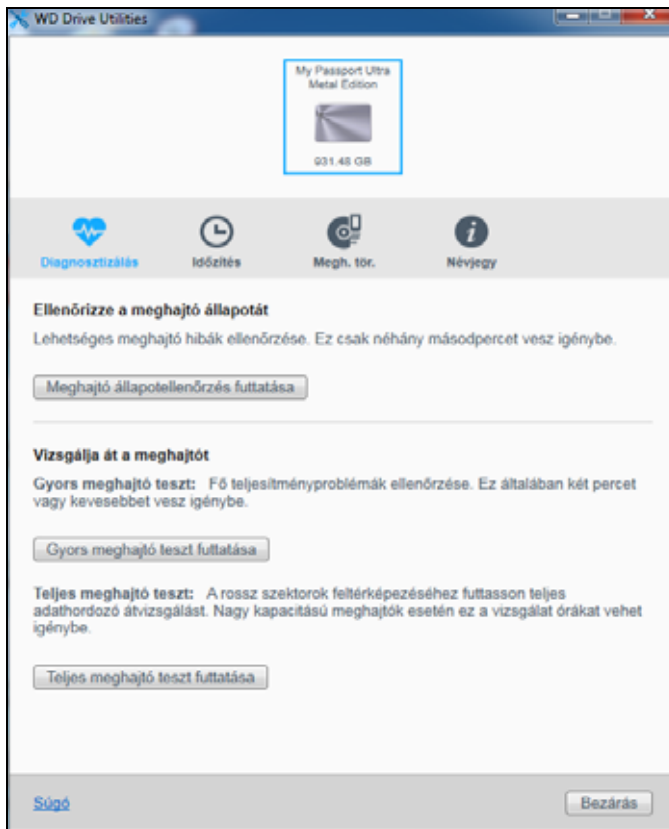 WD Drive Utilities
My Passport Ultra
Metal Edition
931.48 GB
Diagnosztizálás
Időzítés
Megh. tör.
Névjegy
Ellenőrizze a meghajtó állapotát
Lehetséges meghajtó hibák ellenőrzése. Ez csak néhány másodpercet vesz igénybe.
Meghajtó állapotellenőrzés futtatása
Vizsgálja át a meghajtót
Gyors meghajtó teszt: Fő teljesítményproblémák ellenőrzése. Ez általában két percet
vagy kevesebbet vesz igénybe.
Gyors meghajtó teszt futtatása
Teljes meghajtó teszt: A rossz szektorok feltérképezéséhez futtasson teljes
adathordozó átvizsgálást. Nagy kapacitású meghajtók esetén ez a vizsgálat órákat vehet
igénybe.
Teljes meghajtó teszt futtatása
Súgó
Bezárás